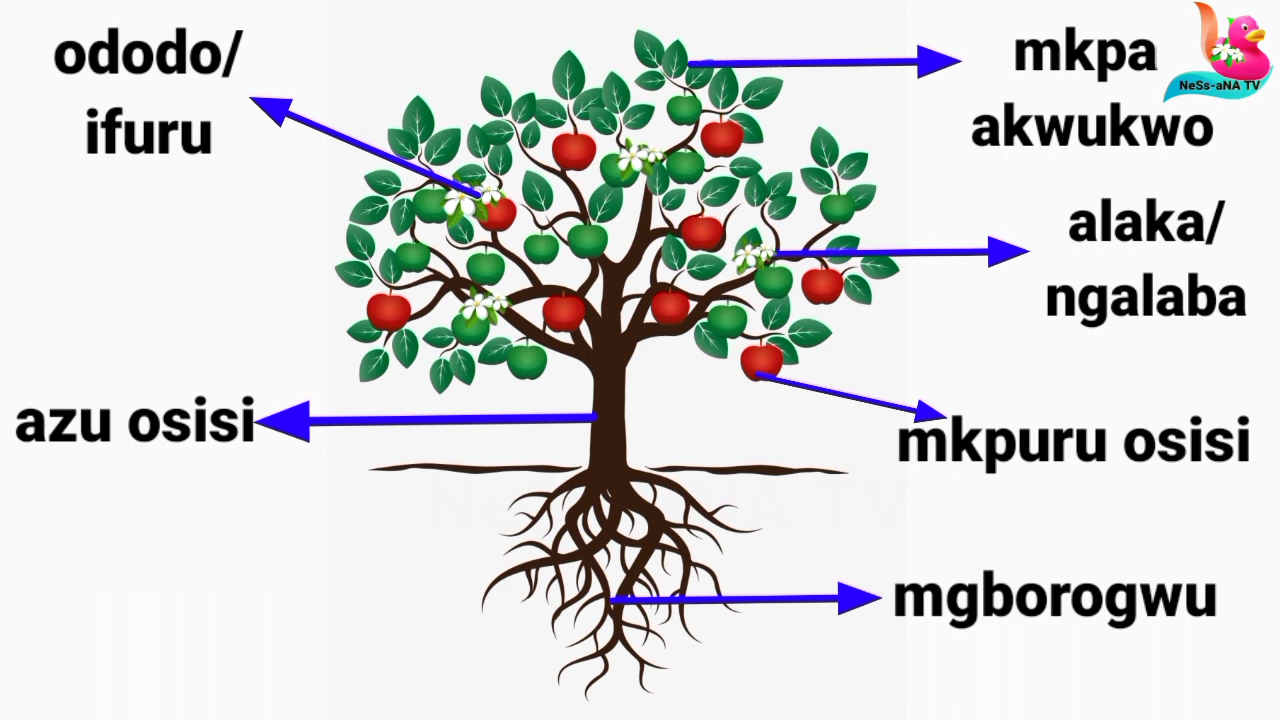 ododo/
ifuru
mkpa
akwukwo
NeSs-aNA TV
alaka/
ngalaba
azu osisi
mkpuru osisi
mgborogwu